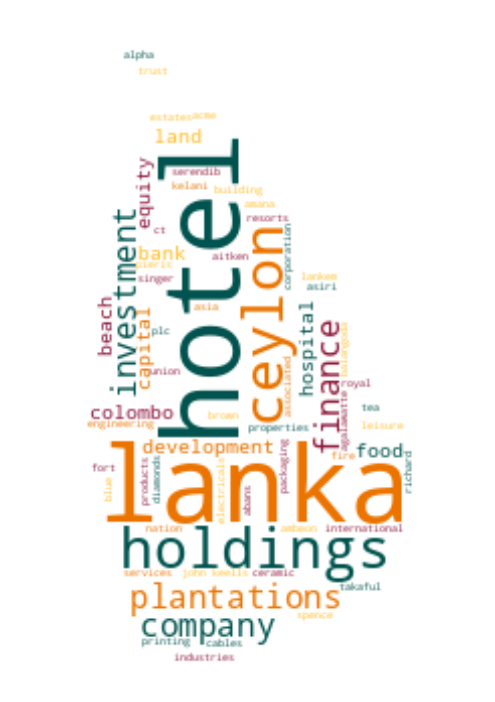 alpha
trust
estates
acme
land
hotel
serendib
kelani
building
equity
amana
resorts
ct
investment
ceylon
corporation
bank
aitken
pieris
singer
lankem
asiri
beach
capital
asia
hospital
plc
finance
union
associated
balangoda
royal
agalawatte
colombo
brown
tea
engineering
properties
leisure
lanka
development
food
fire
fort
products
diamonds
electricals
packaging
richard
blue
abans
nation
ambeon
international
holdings
services
john keells
ceramic
takaful
plantations
spence
company
printing
cables
industries